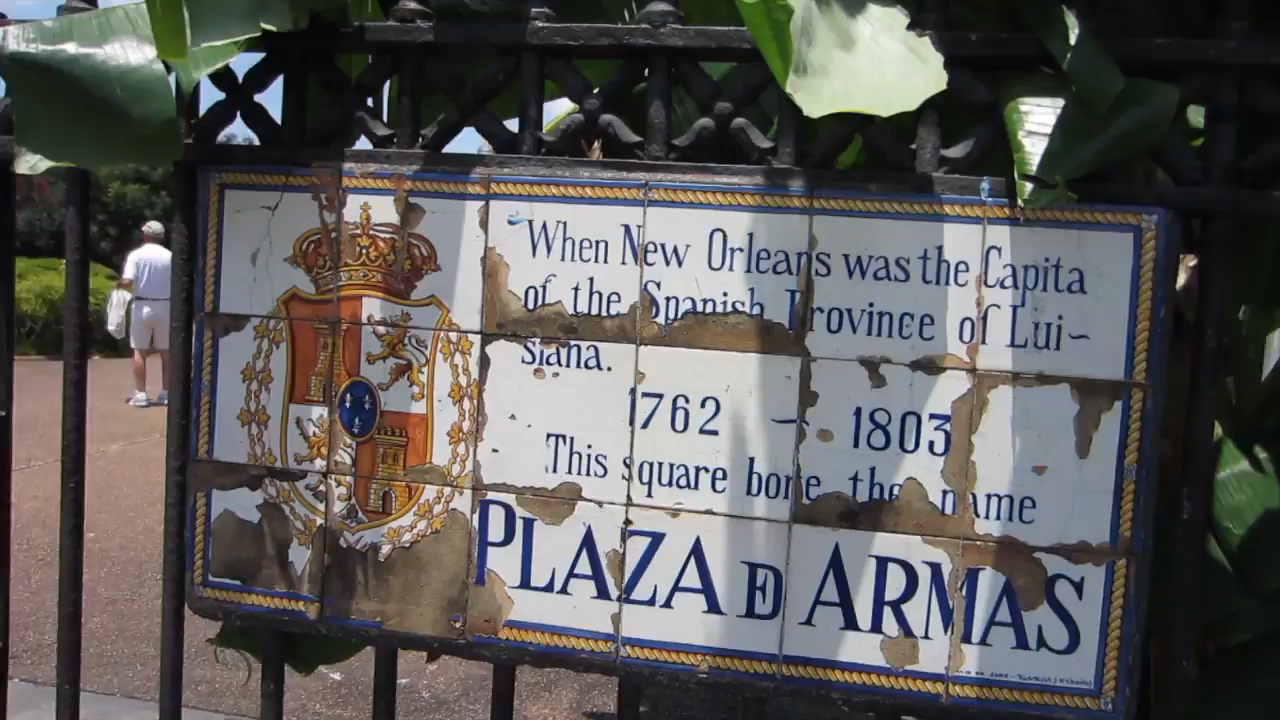 When New Orleans was the Capita
of the Spanish Province of Lui~
siana.
1762 - 1803
This square bore the name
PLAZA DE ARMAS